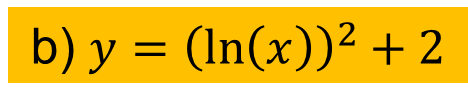 b) y = (ln(x))² + 2